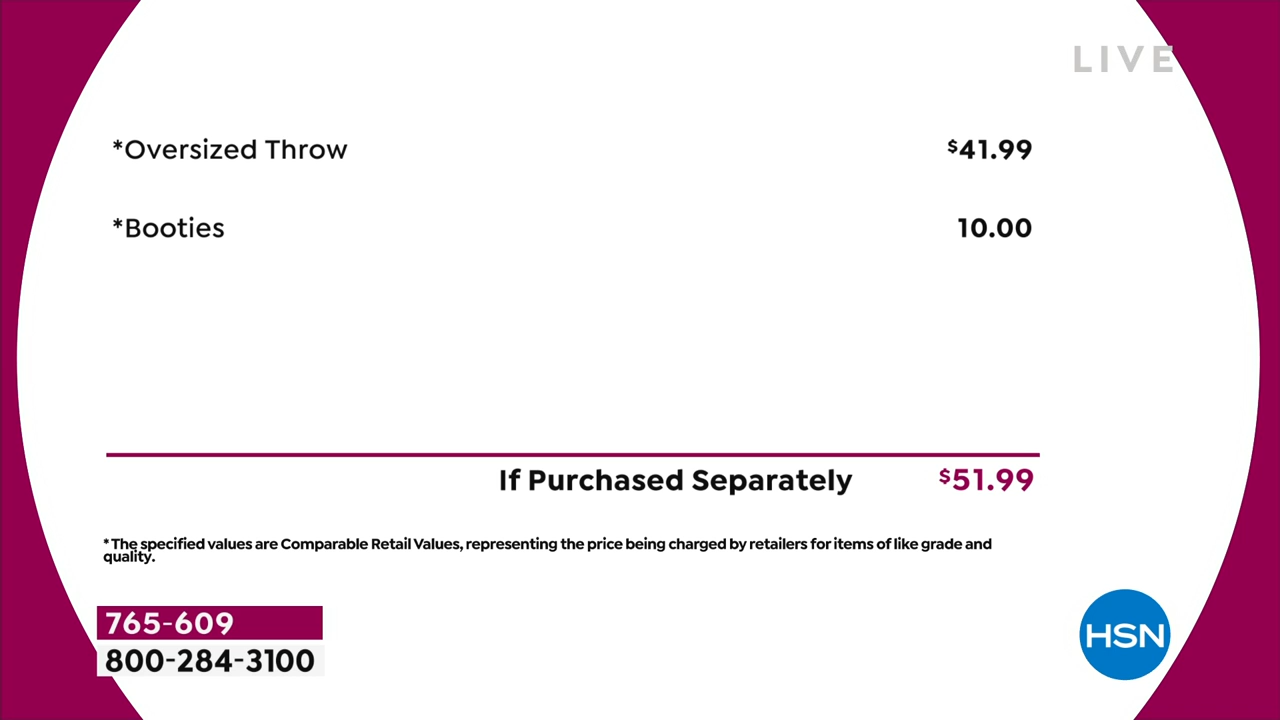 LIVE
*Oversized Throw $41.99
*Booties 10.00
If Purchased Separately $51.99
*The specified values are Comparable Retail Values, representing the price being charged by retailers for items of like grade and
quality.
765-609
800-284-3100
HSN